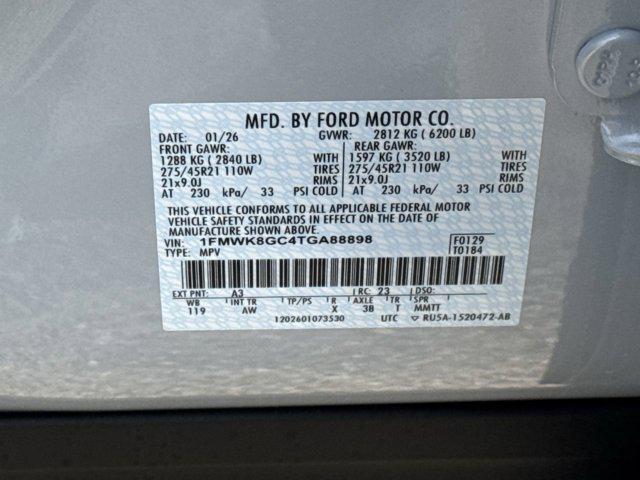 MFD. BY FORD MOTOR CO.
DATE: 01/26 GVWR: 2812 KG ( 6200 LB)
FRONT GAWR: REAR GAWR:
1288 KG ( 2840 LB) WITH 1597 KG ( 3520 LB) WITH
275/45R21 110W TIRES 275/45R21 110W TIRES
21x9.0J RIMS 21x9.0J RIMS
AT 230 kPa/ 33 PSI COLD AT 230 kPa/ 33 PSI COLD
THIS VEHICLE CONFORMS TO ALL APPLICABLE FEDERAL MOTOR
VEHICLE SAFETY STANDARDS IN EFFECT ON THE DATE OF
MANUFACTURE SHOWN ABOVE.
VIN: 1FMWK8GC4TGA88898 F0129
TYPE: MPV T0184
EXT PNT: A3 RC: 23 DSO:
WB INT TR TP/PS R AXLE TR SPR
119 AW X 38 T MMTT
1202601073530 UTC ▽ RU5A-1520472-AB